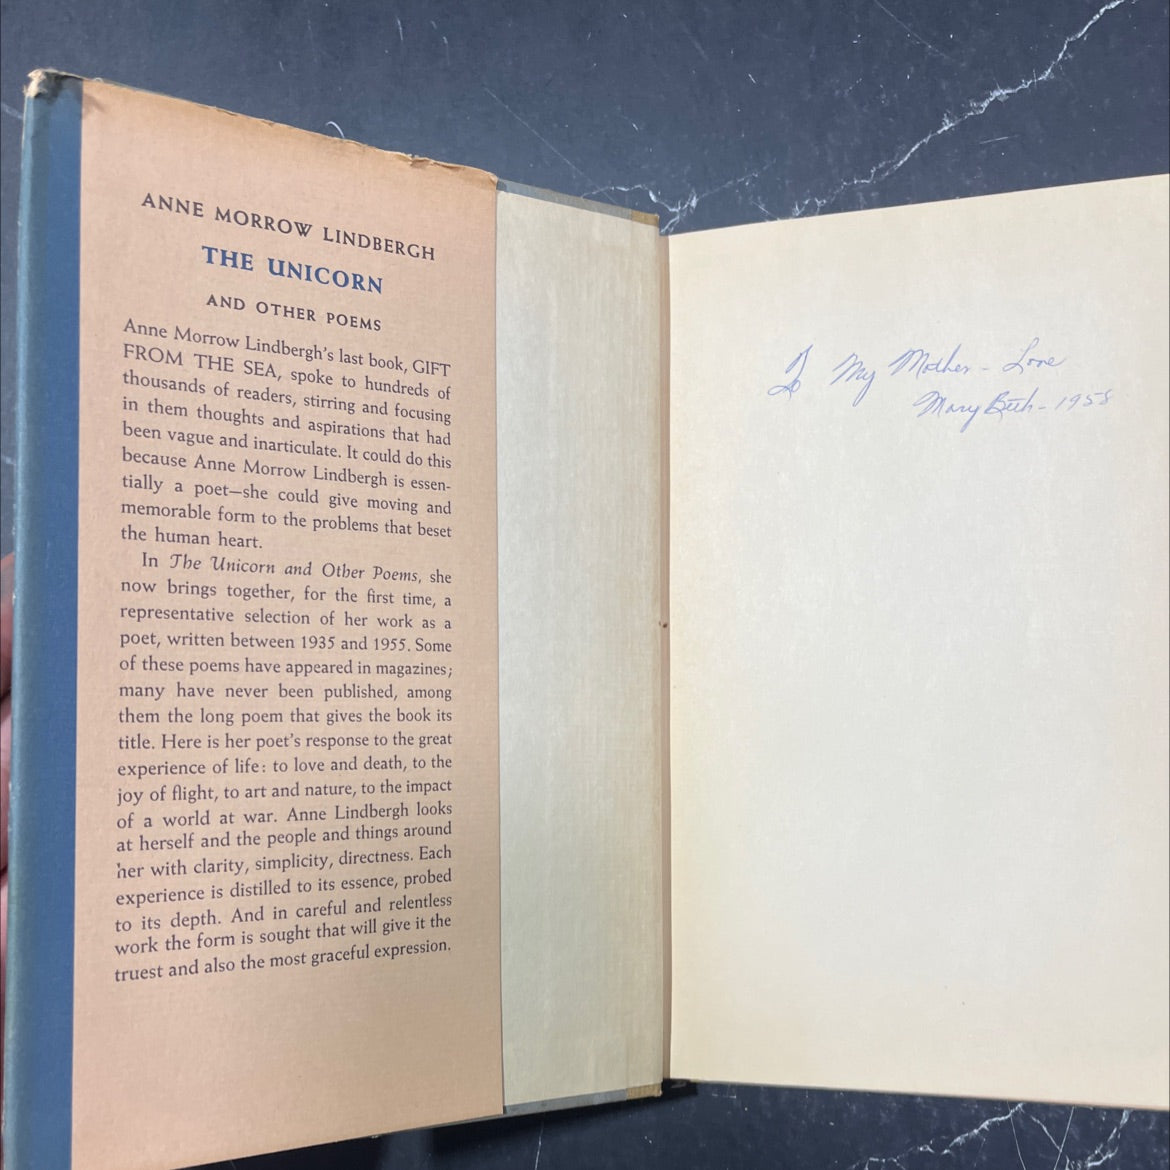 ANNE MORROW LINDBERGH
THE UNICORN
AND OTHER POEMS
Anne Morrow Lindbergh's last book, GIFT
FROM THE SEA, spoke to hundreds of
thousands of readers, stirring and focusing
in them thoughts and aspirations that had
been vague and inarticulate. It could do this
because Anne Morrow Lindbergh is essen-
tially a poet—she could give moving and
memorable form to the problems that beset
the human heart.
In The Unicorn and Other Poems, she
now brings together, for the first time, a
representative selection of her work as a
poet, written between 1935 and 1955. Some
of these poems have appeared in magazines;
many have never been published, among
them the long poem that gives the book its
title. Here is her poet's response to the great
experience of life: to love and death, to the
joy of flight, to art and nature, to the impact
of a world at war. Anne Lindbergh looks
at herself and the people and things around
her with clarity, simplicity, directness. Each
experience is distilled to its essence, probed
to its depth. And in careful and relentless
work the form is sought that will give it the
truest and also the most graceful expression.
To My Mother - Love
Mary Beth - 1958